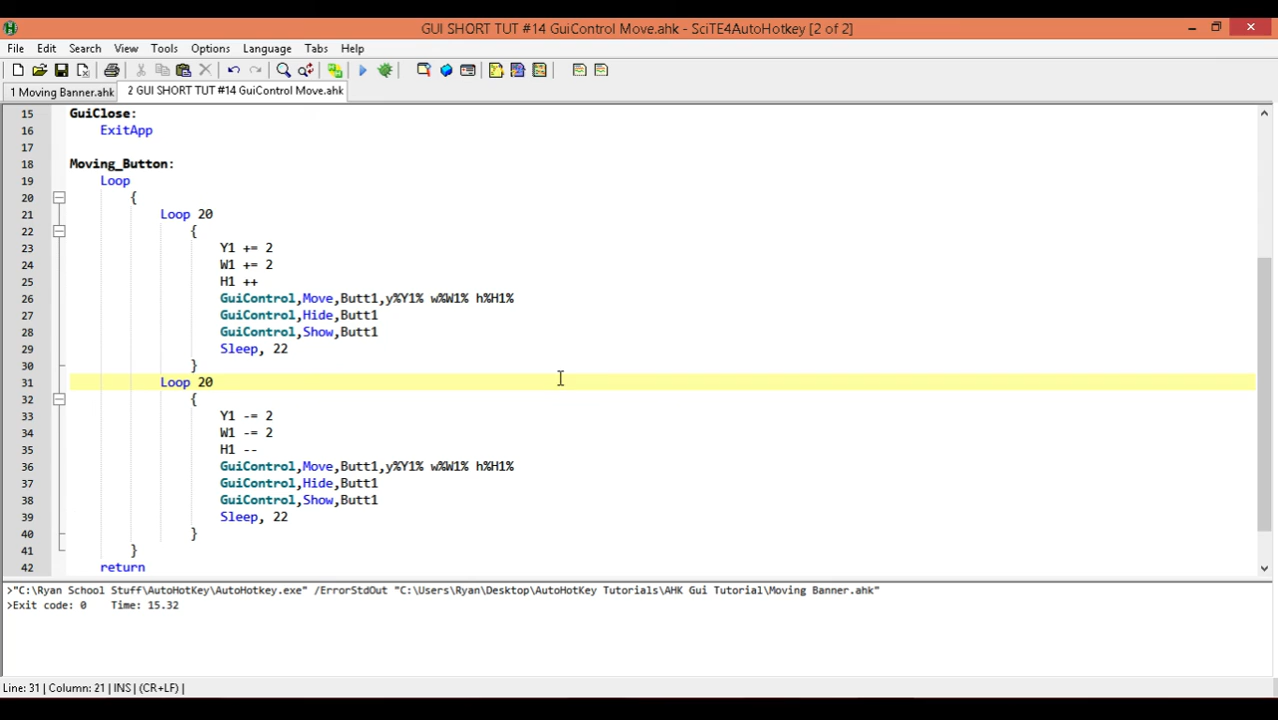 GUI SHORT TUT #14 GuiControl Move.ahk - SciTE4AutoHotkey [2 of 2]
File Edit Search View Tools Options Language Tabs Help
1 Moving Banner.ahk 2 GUI SHORT TUT #14 GuiControl Move.ahk
15 GuiClose:
16 ExitApp
17
18 Moving_Button:
19 Loop
20 {
21 Loop 20
22 {
23 Y1 += 2
24 W1 += 2
25 H1 ++
26 GuiControl,Move,Butt1,y%Y1% w%W1% h%H1%
27 GuiControl,Hide,Butt1
28 GuiControl,Show,Butt1
29 Sleep, 22
30 }
31 Loop 20
32 {
33 Y1 -= 2
34 W1 -= 2
35 H1 --
36 GuiControl,Move,Butt1,y%Y1% w%W1% h%H1%
37 GuiControl,Hide,Butt1
38 GuiControl,Show,Butt1
39 Sleep, 22
40 }
41 }
42 return
>"C:\Ryan School Stuff\AutoHotKey\AutoHotkey.exe" /ErrorStdOut "C:\Users\Ryan\Desktop\AutoHotKey Tutorials\AHK Gui Tutorial\Moving Banner.ahk"
>Exit code: 0 Time: 15.32
Line: 31 | Column: 21 | INS | (CR+LF) |